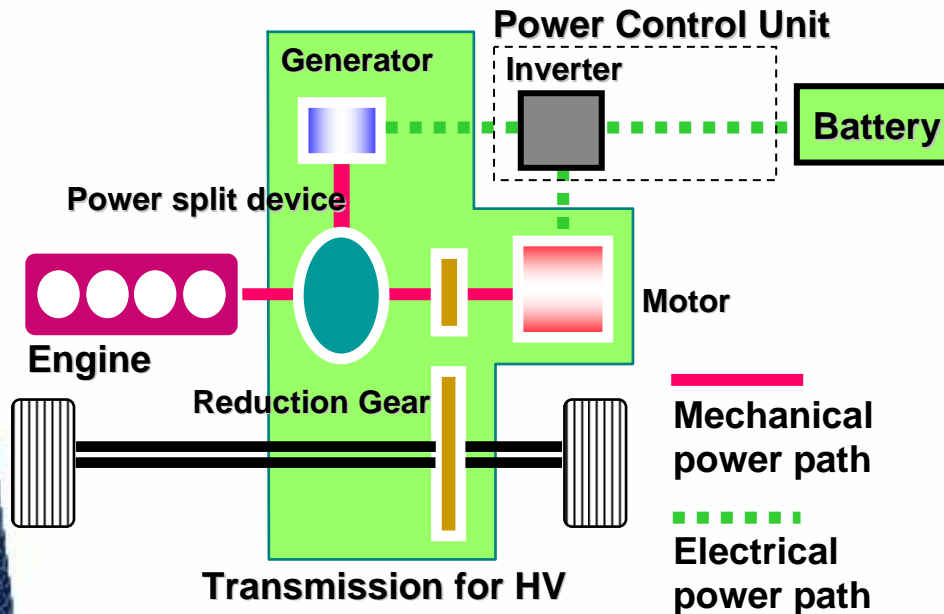 Power Control Unit
Generator
Inverter
Battery
Power split device
Motor
Engine
Reduction Gear
Mechanical
power path
Electrical
power path
Transmission for HV